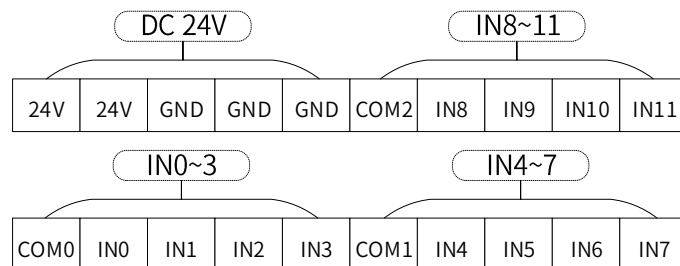 DC 24V IN8~11
24V 24V GND GND GND COM2 IN8 IN9 IN10 IN11
IN0~3 IN4~7
COM0 IN0 IN1 IN2 IN3 COM1 IN4 IN5 IN6 IN7